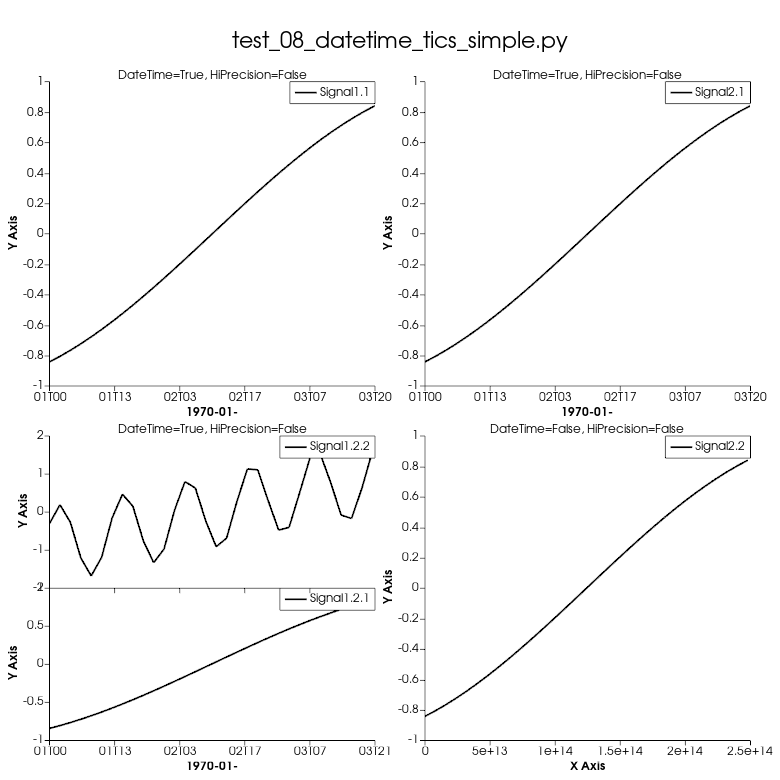 test_08_datetime_tics_simple.py
DateTime=True, HiPrecision=False
Signal1.1
Y Axis
1
0.8
0.6
0.4
0.2
0
-0.2
-0.4
-0.6
-0.8
-1
01T00 01T13 02T03 02T17 03T07 03T20
1970-01-
DateTime=True, HiPrecision=False
Signal2.1
Y Axis
1
0.8
0.6
0.4
0.2
0
-0.2
-0.4
-0.6
-0.8
-1
01T00 01T13 02T03 02T17 03T07 03T20
1970-01-
DateTime=True, HiPrecision=False
Signal1.2.2
Y Axis
2
1
0
-1
Signal1.2.1
Y Axis
0.5
0
-0.5
-1
01T00 01T13 02T03 02T17 03T07 03T21
1970-01-
DateTime=False, HiPrecision=False
Signal2.2
Y Axis
1
0.8
0.6
0.4
0.2
0
-0.2
-0.4
-0.6
-0.8
-1
0 5e+13 1e+14 1.5e+14 2e+14 2.5e+14
X Axis